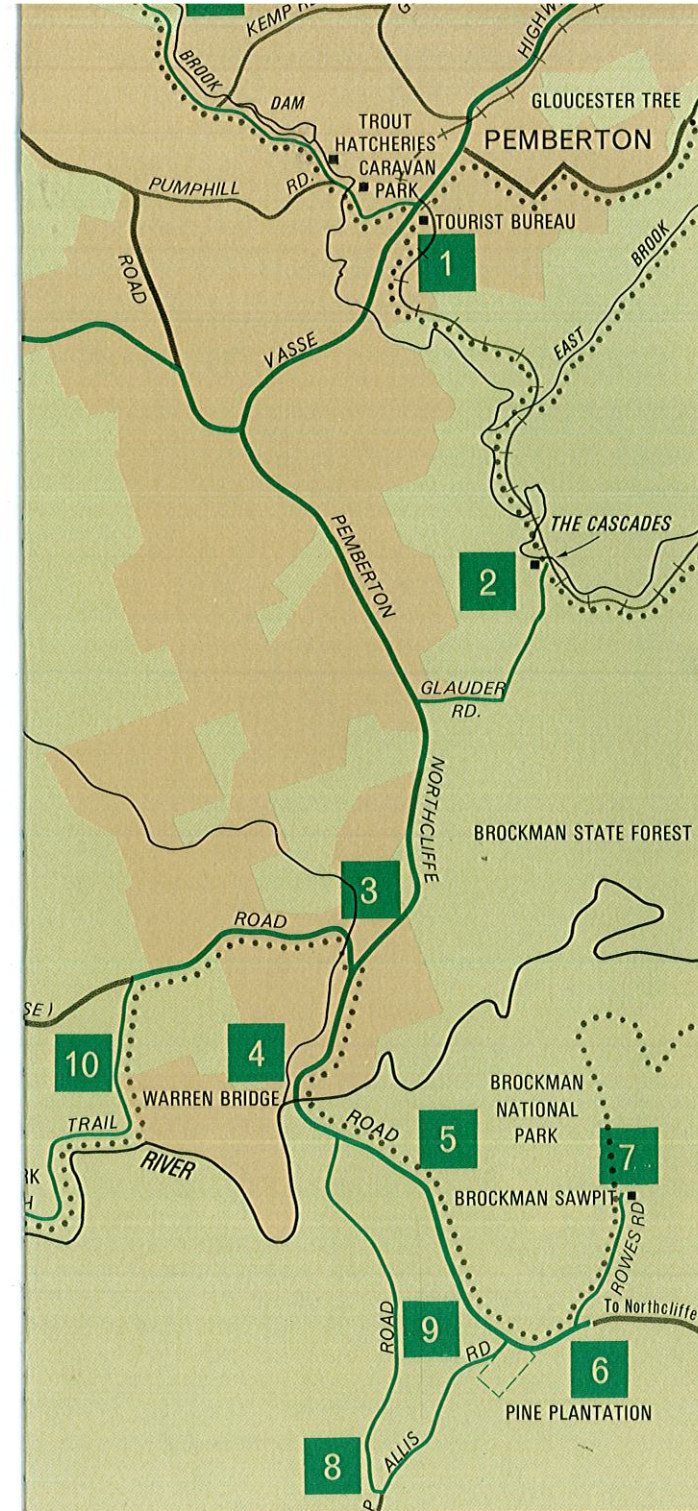 KEMP
HIGHW
BROOK
DAM
GLOUCESTER TREE
TROUT
HATCHERIES
CARAVAN
PARK
PEMBERTON
PUMPHILL RD.
TOURIST BUREAU
1
BROOK
EAST
ROAD
VASSE
PEMBERTON
THE CASCADES
2
GLAUDER
RD.
NORTHCLIFFE
BROCKMAN STATE FOREST
3
ROAD
SE)
10
4
WARREN BRIDGE
BROCKMAN
NATIONAL
PARK
TRAIL
RIVER
ROAD
5
7
RK
H
BROCKMAN SAWPIT
ROWES RD
To Northcliffe
ROAD
9
RD
6
PINE PLANTATION
ALLIS
8
P